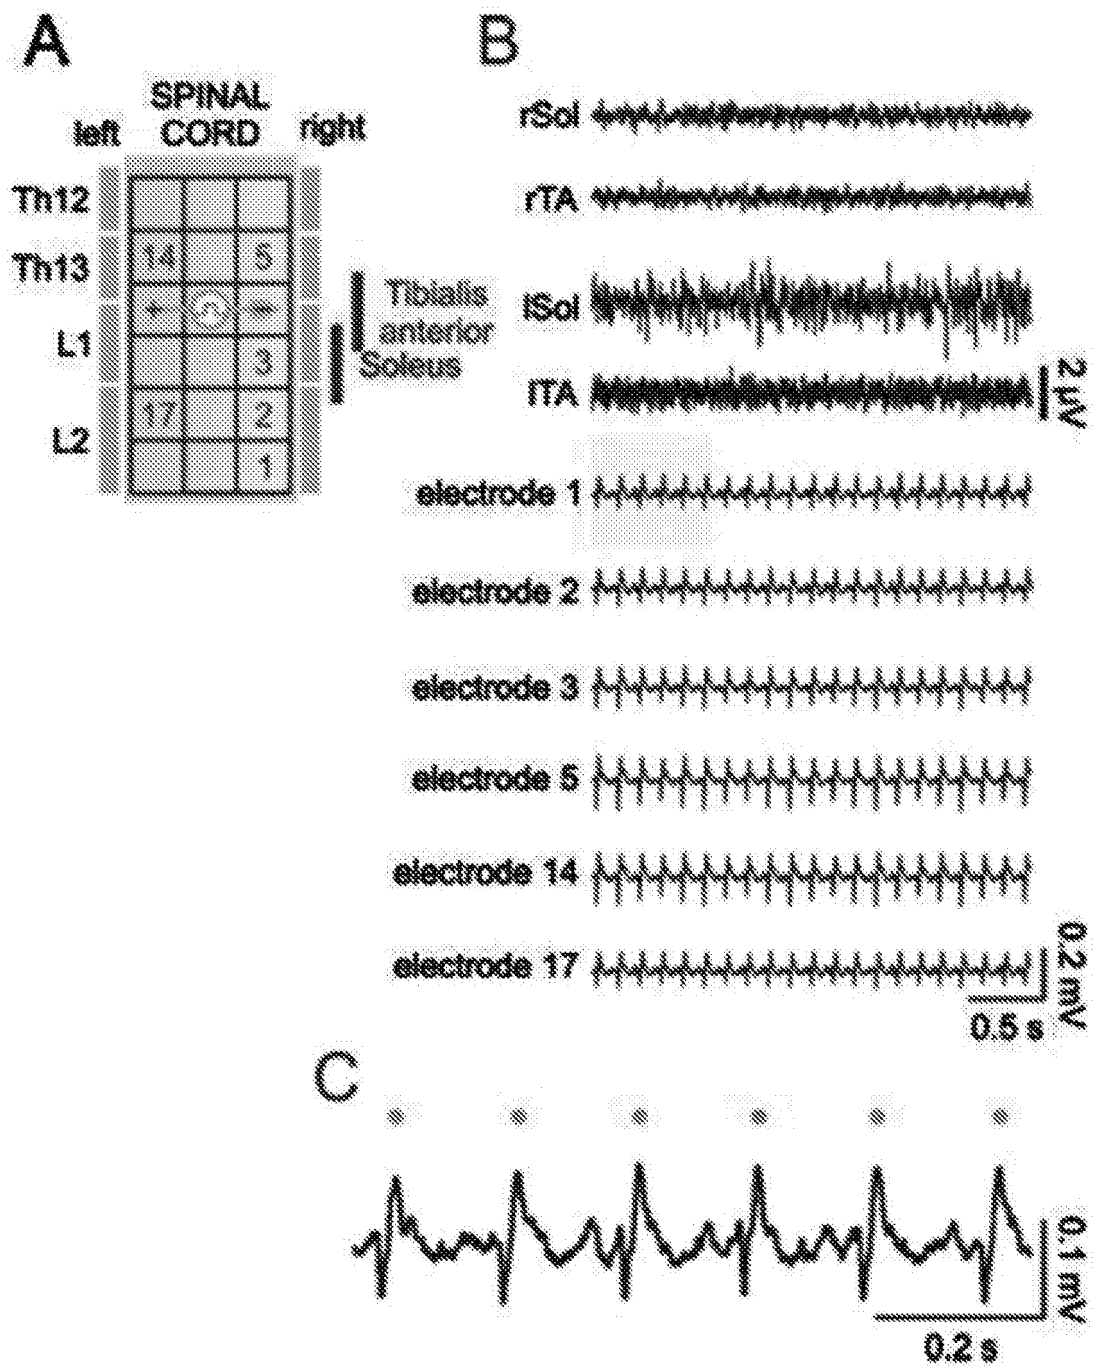 A
SPINAL
CORD
left
right
Th12
Th13
L1
L2
14
5
3
17
2
1
Tibialis
anterior
Soleus
B
rSol
rTA
lSol
lTA
2 µV
electrode 1
electrode 2
electrode 3
electrode 5
electrode 14
electrode 17
0.2 mV
0.5 s
C
0.1 mV
0.2 s